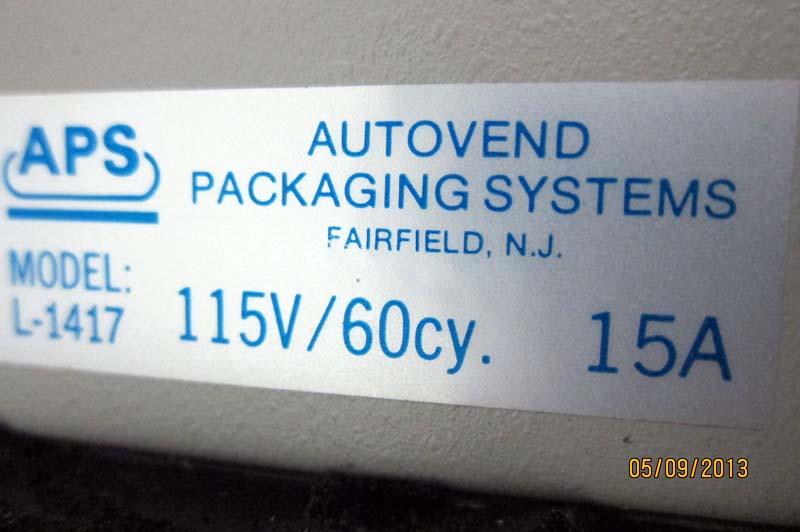 APS
AUTOVEND
PACKAGING SYSTEMS
FAIRFIELD, N.J.
MODEL:
L-1417
115V/60cy. 15A
05/09/2013